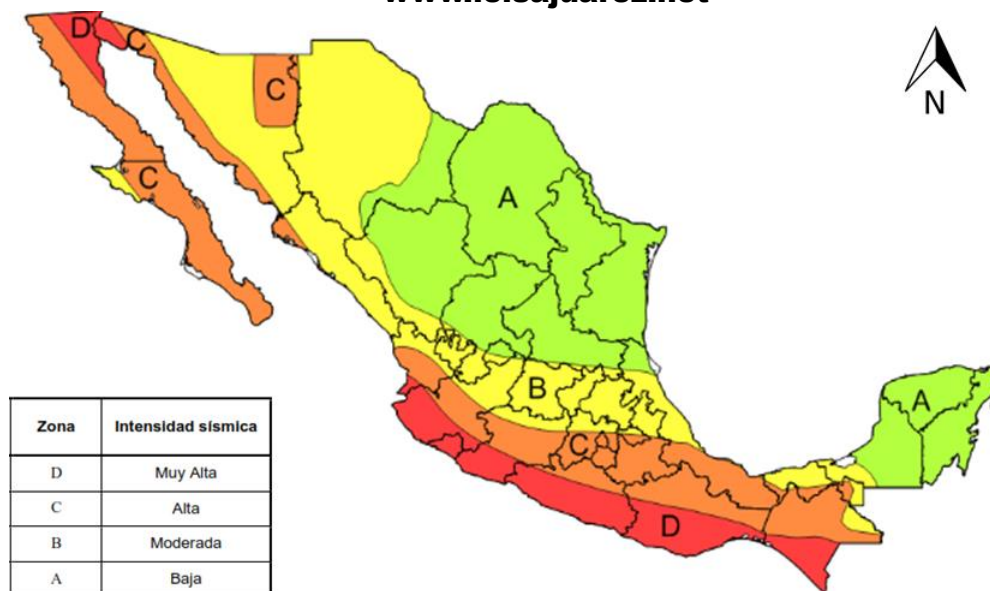 D
C
C
N
C
A
B
A
C
D
Zona Intensidad sísmica
D Muy Alta
C Alta
B Moderada
A Baja